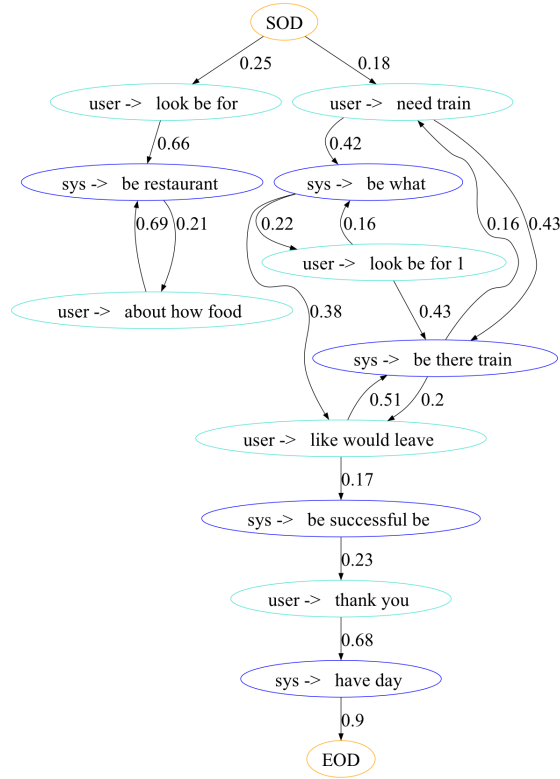 SOD
0.25
0.18
user -> look be for
user -> need train
0.66
0.42
sys -> be restaurant
sys -> be what
0.69
0.21
0.22
0.16
0.16
0.43
user -> look be for 1
user -> about how food
0.38
0.43
sys -> be there train
0.51
0.2
user -> like would leave
0.17
sys -> be successful be
0.23
user -> thank you
0.68
sys -> have day
0.9
EOD